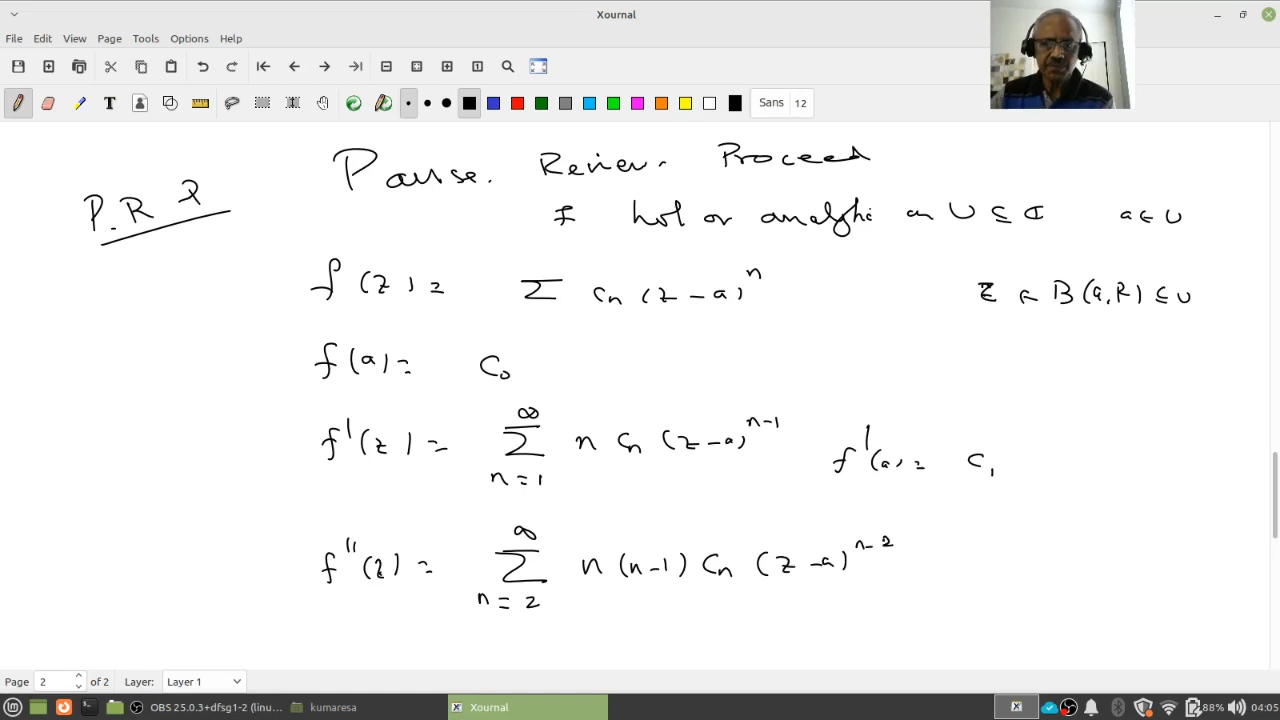 Xournal
File Edit View Page Tools Options Help
Sans 12
Pause. Review. Proceed
P.R P
f hol or analytic on U ⊆ ℂ a ∈ U
f(z) = Σ cn (z-a)^n z ∈ B(a,R) ⊆ U
f(a) = c₀
f'(z) = Σ_{n=1}^{∞} n cn (z-a)^{n-1} f'(a) = c₁
f''(z) = Σ_{n=2}^{∞} n(n-1) cn (z-a)^{n-2}
Page 2 of 2 Layer: Layer 1
OBS 25.0.3+dfsg1-2 (linu... kumaresa Xournal 88% 04:05